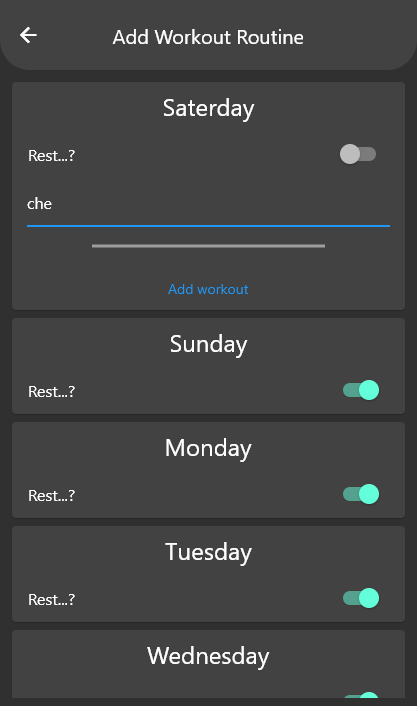 Add Workout Routine
Saterday
Rest...?
che
Add workout
Sunday
Rest...?
Monday
Rest...?
Tuesday
Rest...?
Wednesday